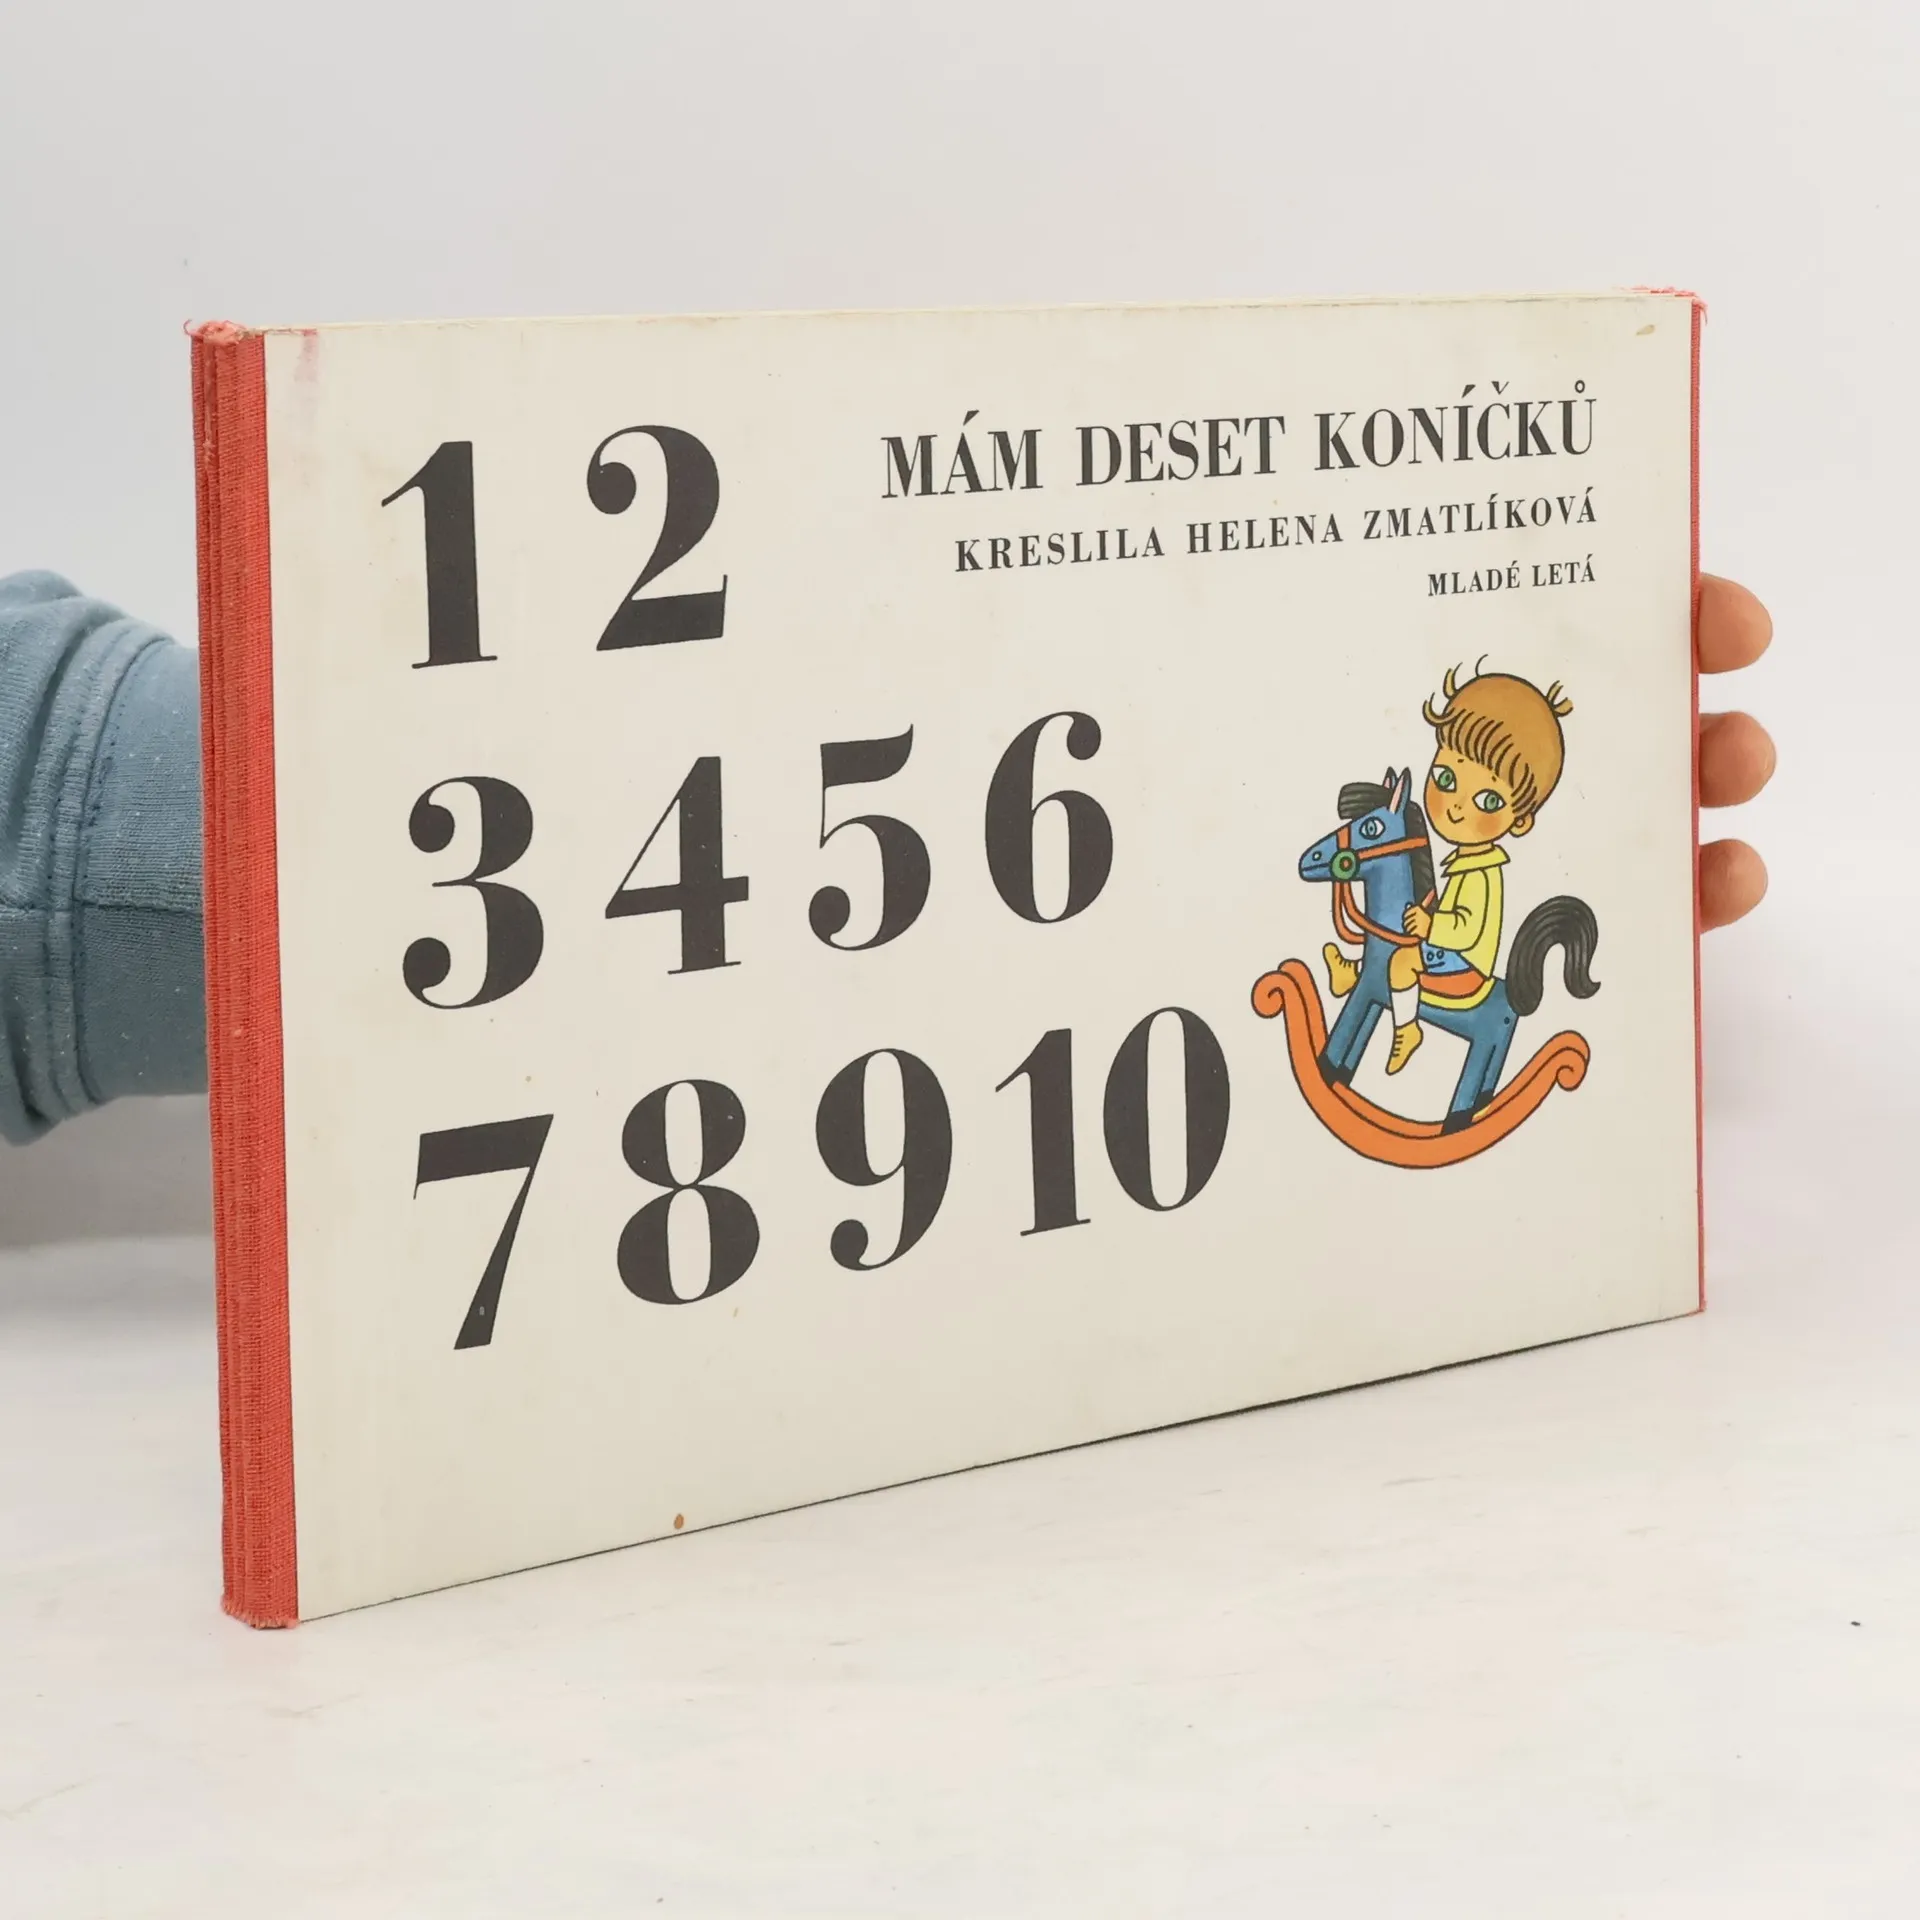 1 2
MÁM DESET KONÍČKŮ
KRESLILA HELENA ZMATLÍKOVÁ
MLADÉ LETÁ
3 4 5 6
7 8 9 10